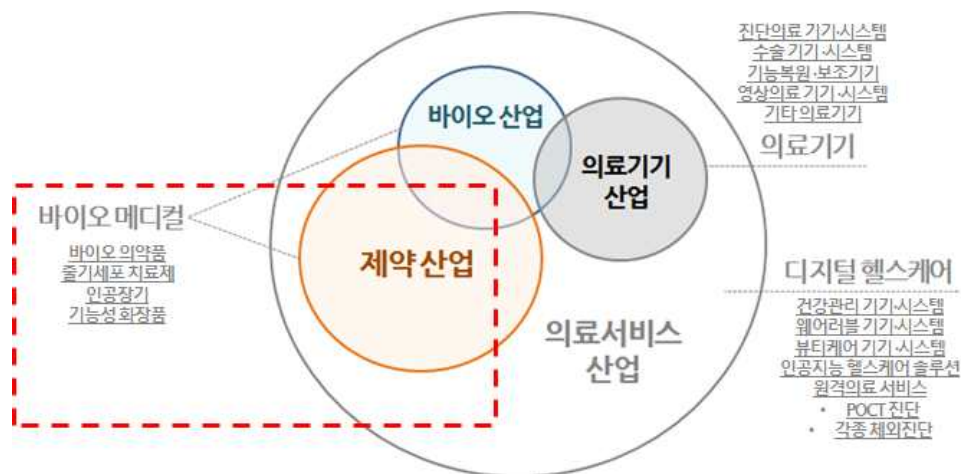 진단의료 기기·시스템
수술 기기·시스템
기능복원·보조기기
영상의료 기기·시스템
기타 의료기기
의료기기
바이오 산업
의료기기
산업
바이오 메디컬
바이오 의약품
줄기세포 치료제
인공장기
기능성 화장품
제약 산업
의료서비스
산업
디지털 헬스케어
건강관리 기기·시스템
웨어러블 기기·시스템
뷰티케어 기기·시스템
인공지능 헬스케어 솔루션
원격의료 서비스
• POCT 진단
• 각종 체외진단